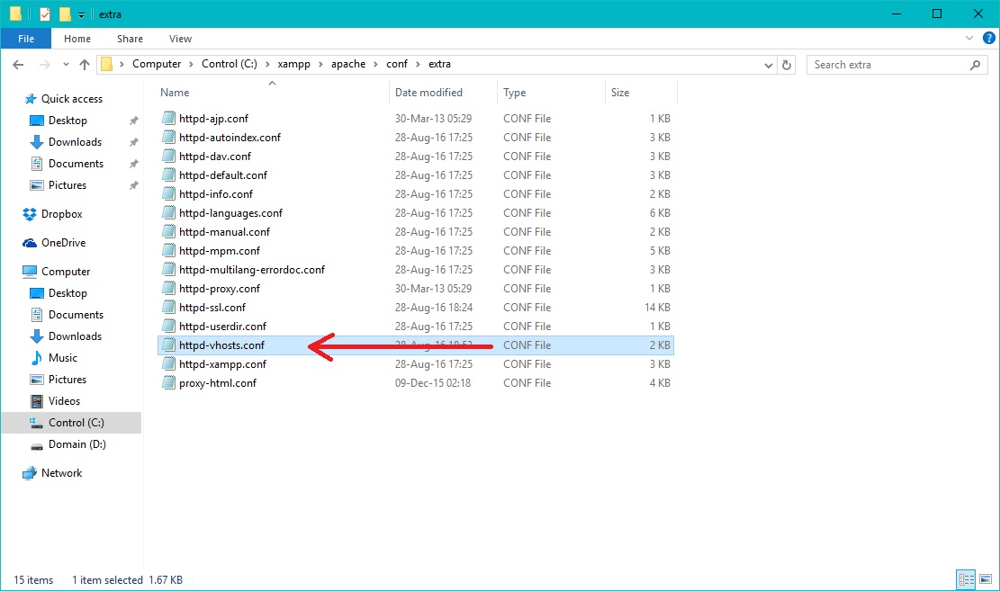 extra
File Home Share View
Computer Control (C:) xampp apache conf extra Search extra
Quick access
Desktop
Downloads
Documents
Pictures
Dropbox
OneDrive
Computer
Desktop
Documents
Downloads
Music
Pictures
Videos
Control (C:)
Domain (D:)
Network
Name Date modified Type Size
httpd-ajp.conf 30-Mar-13 05:29 CONF File 1 KB
httpd-autoindex.conf 28-Aug-16 17:25 CONF File 3 KB
httpd-dav.conf 28-Aug-16 17:25 CONF File 3 KB
httpd-default.conf 28-Aug-16 17:25 CONF File 3 KB
httpd-info.conf 28-Aug-16 17:25 CONF File 2 KB
httpd-languages.conf 28-Aug-16 17:25 CONF File 6 KB
httpd-manual.conf 28-Aug-16 17:25 CONF File 2 KB
httpd-mpm.conf 28-Aug-16 17:25 CONF File 5 KB
httpd-multilang-errordoc.conf 28-Aug-16 17:25 CONF File 3 KB
httpd-proxy.conf 30-Mar-13 05:29 CONF File 1 KB
httpd-ssl.conf 28-Aug-16 18:24 CONF File 14 KB
httpd-userdir.conf 28-Aug-16 17:25 CONF File 1 KB
httpd-vhosts.conf CONF File 2 KB
httpd-xampp.conf 28-Aug-16 17:25 CONF File 3 KB
proxy-html.conf 09-Dec-15 02:18 CONF File 4 KB
15 items 1 item selected 1.67 KB